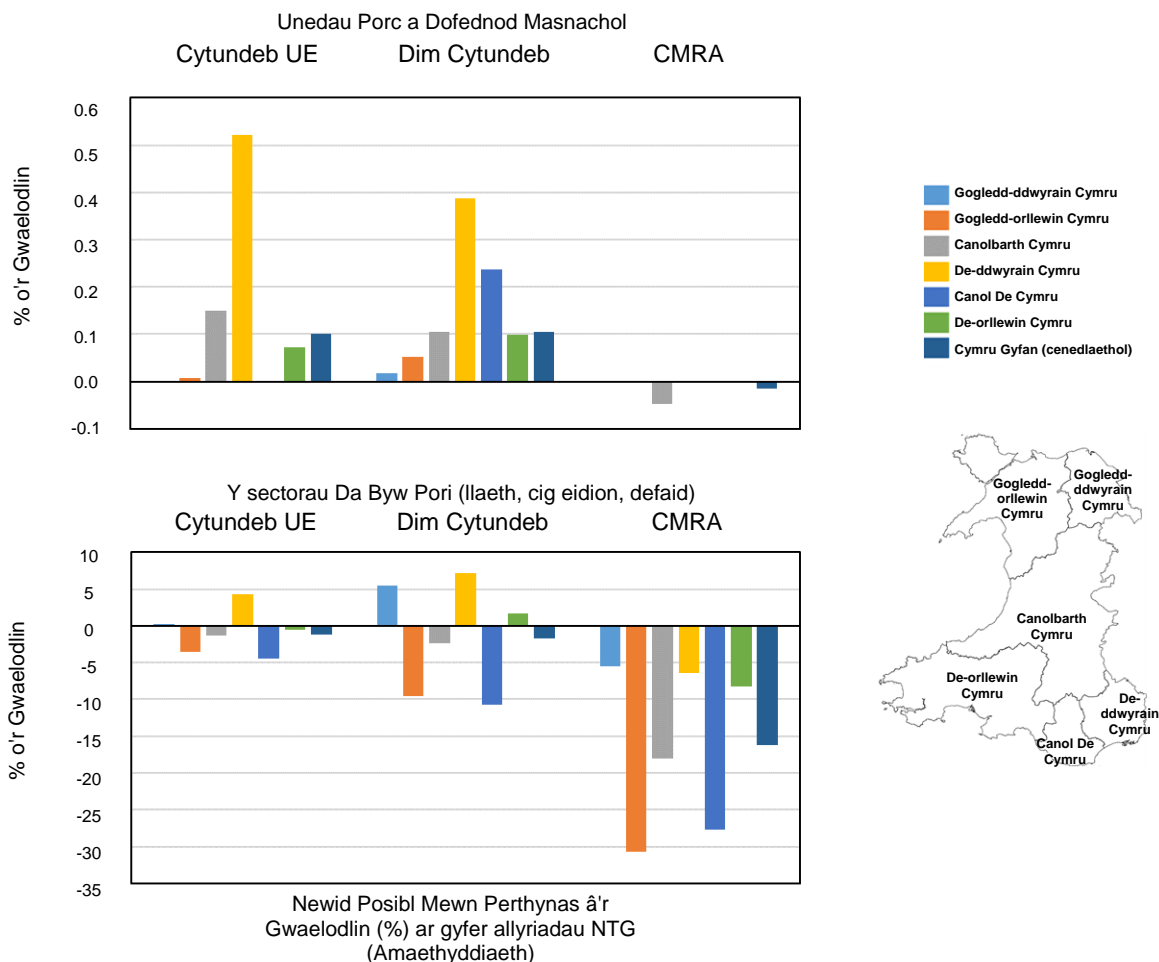 Unedau Porc a Dofednod Masnachol
Cytundeb UE
Dim Cytundeb
CMRA
% o'r Gwaelodlin
0.6
0.5
0.4
0.3
0.2
0.1
0.0
-0.1
Gogledd-ddwyrain Cymru
Gogledd-orllewin Cymru
Canolbarth Cymru
De-ddwyrain Cymru
Canol De Cymru
De-orllewin Cymru
Cymru Gyfan (cenedlaethol)
Y sectorau Da Byw Pori (llaeth, cig eidion, defaid)
Cytundeb UE
Dim Cytundeb
CMRA
% o'r Gwaelodlin
10
5
0
-5
-10
-15
-20
-25
-30
-35
Newid Posibl Mewn Perthynas â'r
Gwaelodlin (%) ar gyfer allyriadau NTG
(Amaethyddiaeth)
Gogledd-
orllewin
Cymru
Gogledd-
ddwyrain
Cymru
Canolbarth
Cymru
De-orllewin
Cymru
De-
ddwyrain
Cymru
Canol De
Cymru